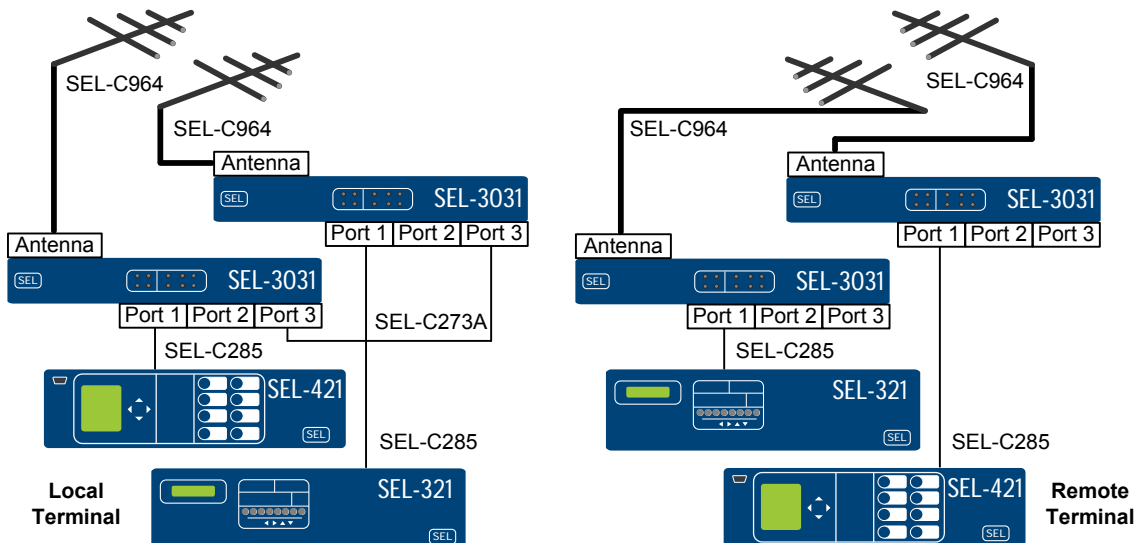 SEL-C964
SEL-C964
Antenna
SEL
SEL-3031
Port 1 Port 2 Port 3
Antenna
SEL
SEL-3031
Port 1 Port 2 Port 3
SEL-C273A
SEL-C285
SEL-421
SEL
SEL-C285
SEL-321
SEL
Local
Terminal
SEL-C964
SEL-C964
Antenna
SEL
SEL-3031
Port 1 Port 2 Port 3
Antenna
SEL
SEL-3031
Port 1 Port 2 Port 3
SEL-C285
SEL-321
SEL
SEL-C285
SEL-421
SEL
Remote
Terminal